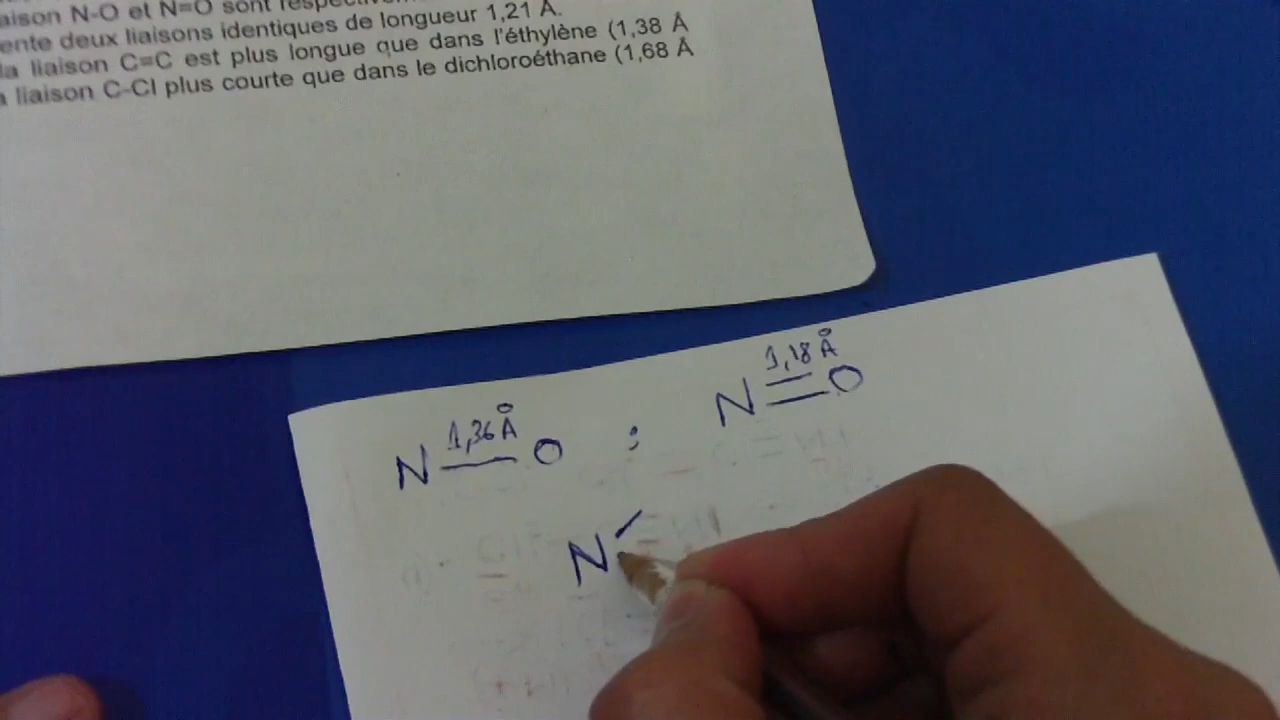 aison N-O et N=O sont
ente deux liaisons identiques de longueur 1,21 Å.
la liaison C=C est plus longue que dans l'éthylène (1,38 Å
a liaison C-Cl plus courte que dans le dichloroéthane (1,68 Å
N 1,36 Å O ; N 1,18 Å O
N